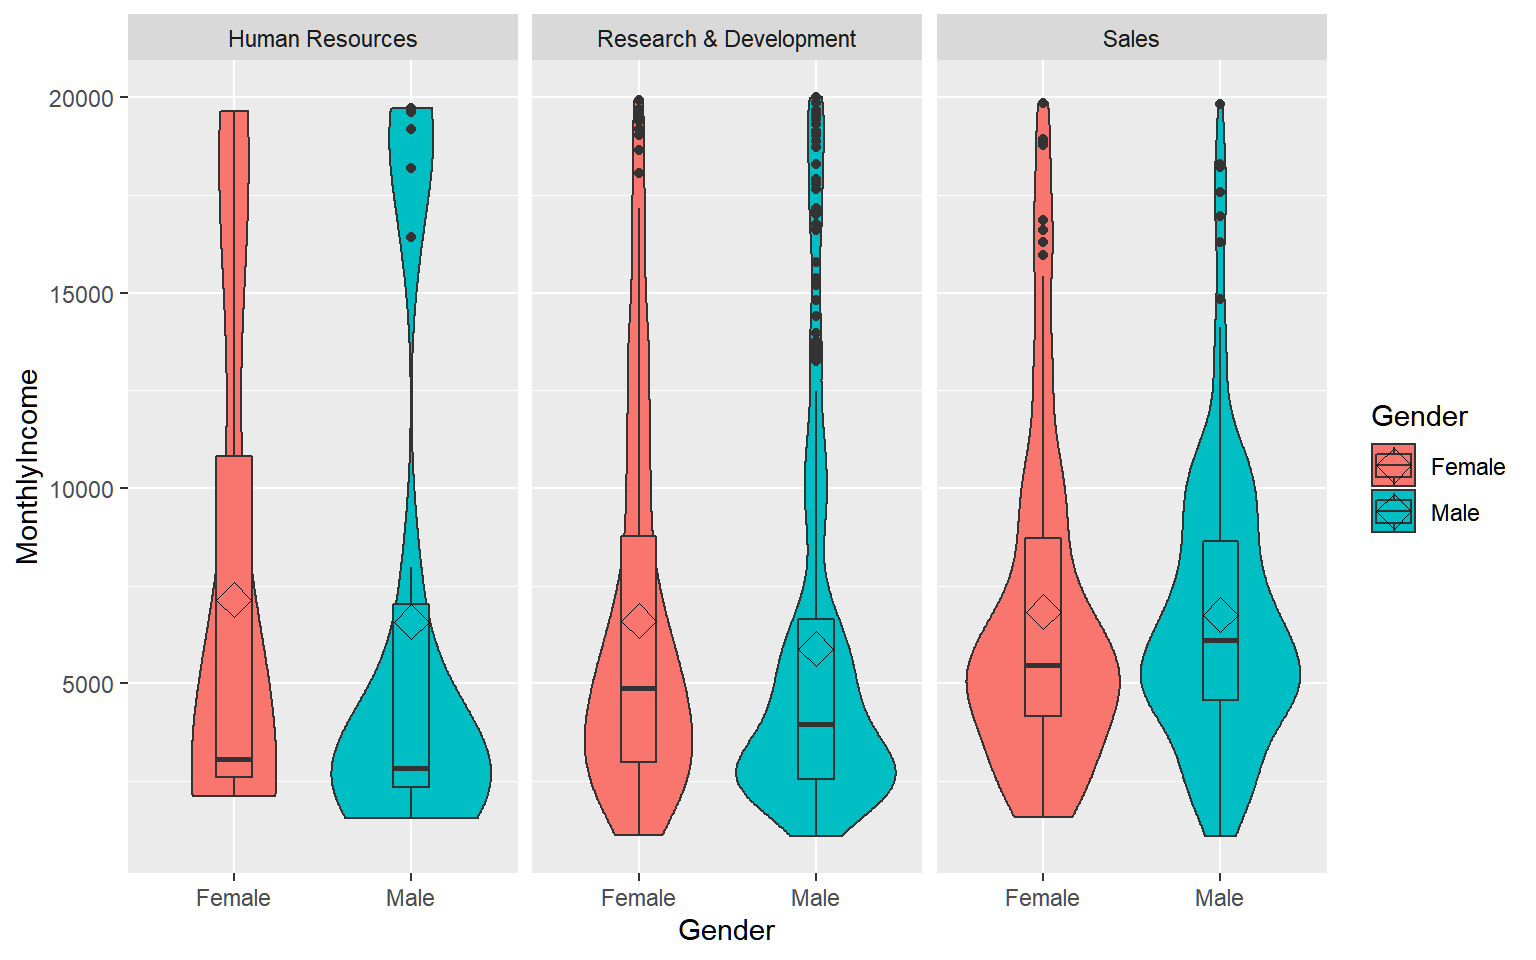 Human Resources
Research & Development
Sales
20000
15000
10000
5000
MonthlyIncome
Female
Male
Female
Male
Female
Male
Gender
Gender
Female
Male